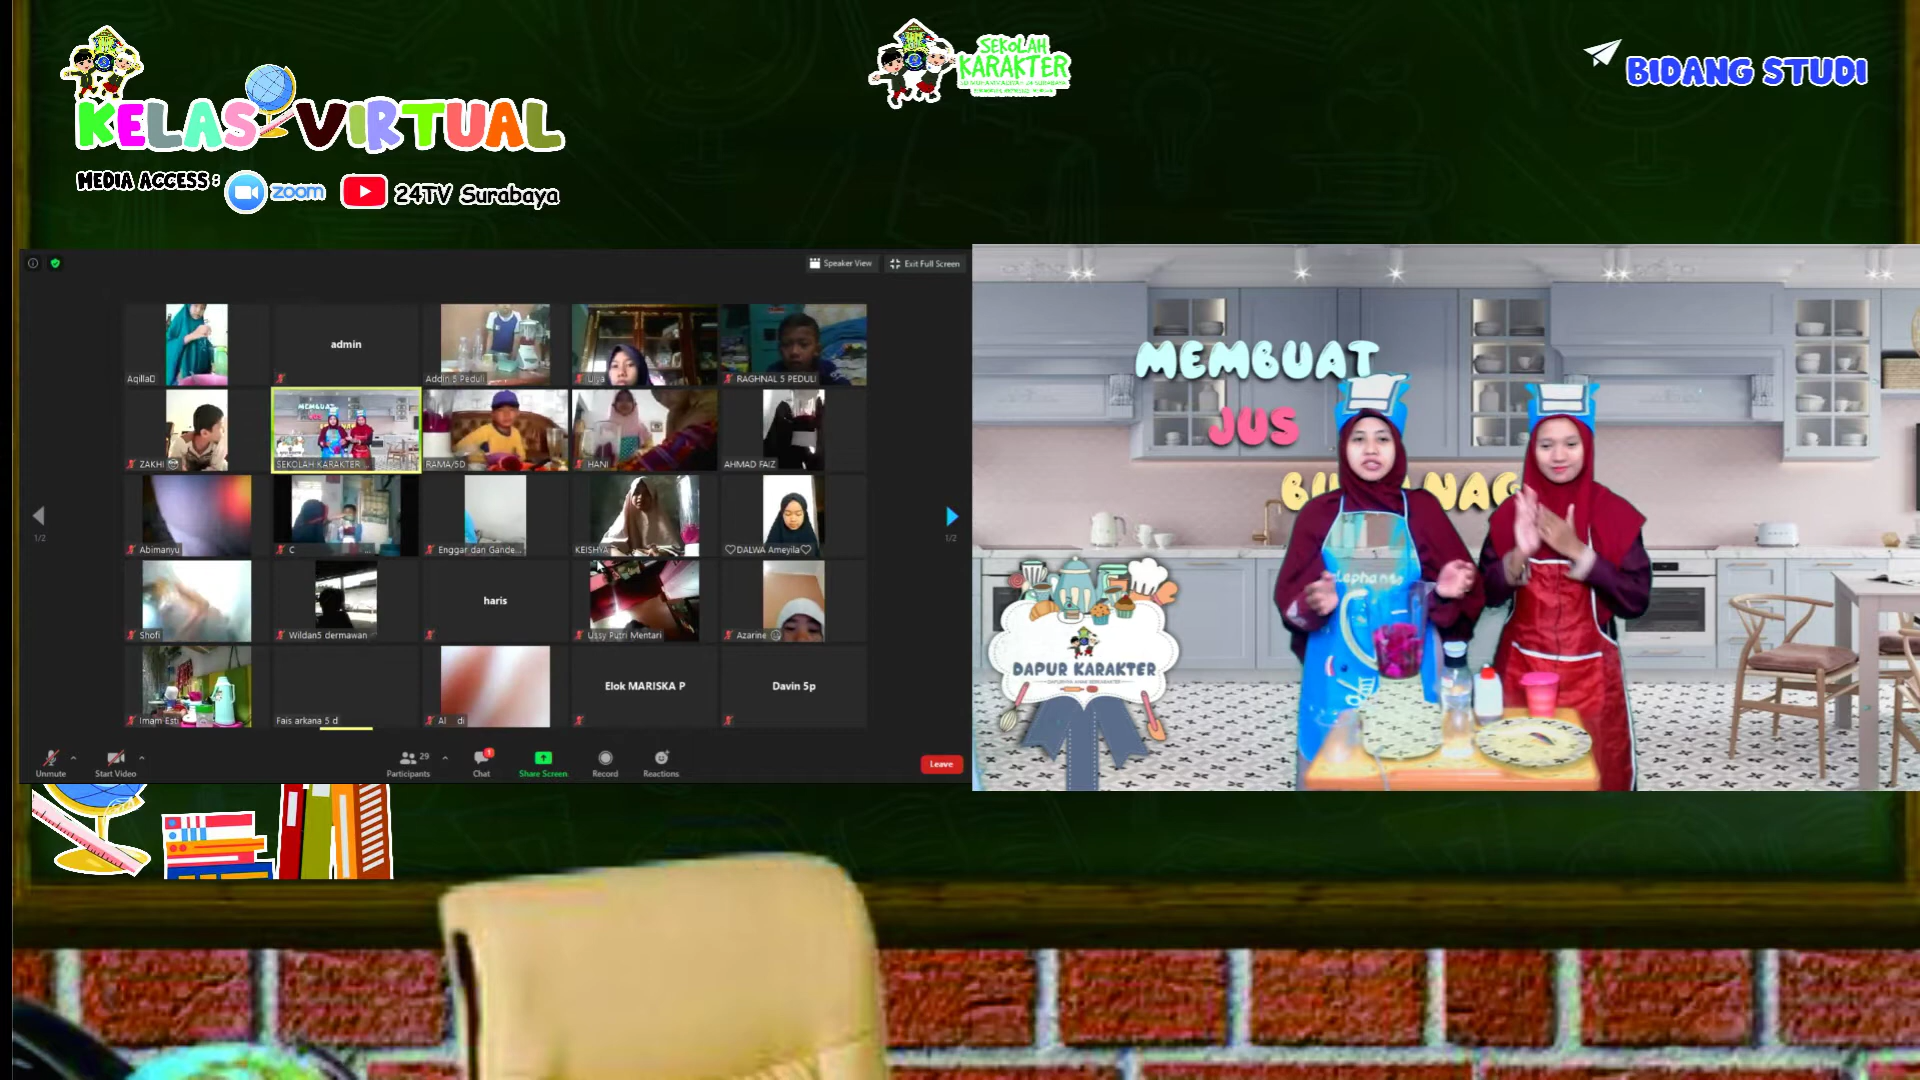 KELAS VIRTUAL
MEDIA ACCESS :
zoom
24TV Surabaya
SEKOLAH
KARAKTER
BIDANG STUDI
Speaker View
Exit Full Screen
AqillaD
admin
Addin 5 Peduli
Ulya
RAGHNAL 5 PEDULI
ZAKHI
SEKOLAH KARAKTER
RAMA/5D
HANI
AHMAD FAIZ
Abimanyu
C
Enggar dan Gande...
KEISHYA
DALWA Ameyila
Shofi
Wildan5 dermawan
haris
Ussy Putri Mentari
Azarine
Imam Esti
Fais arkana 5 d
Elok MARISKA P
Davin 5p
1/2
1/2
Unmute
Start Video
29
Participants
1
Chat
Share Screen
Record
Reactions
Leave
MEMBUAT
JUS
DAPUR KARAKTER